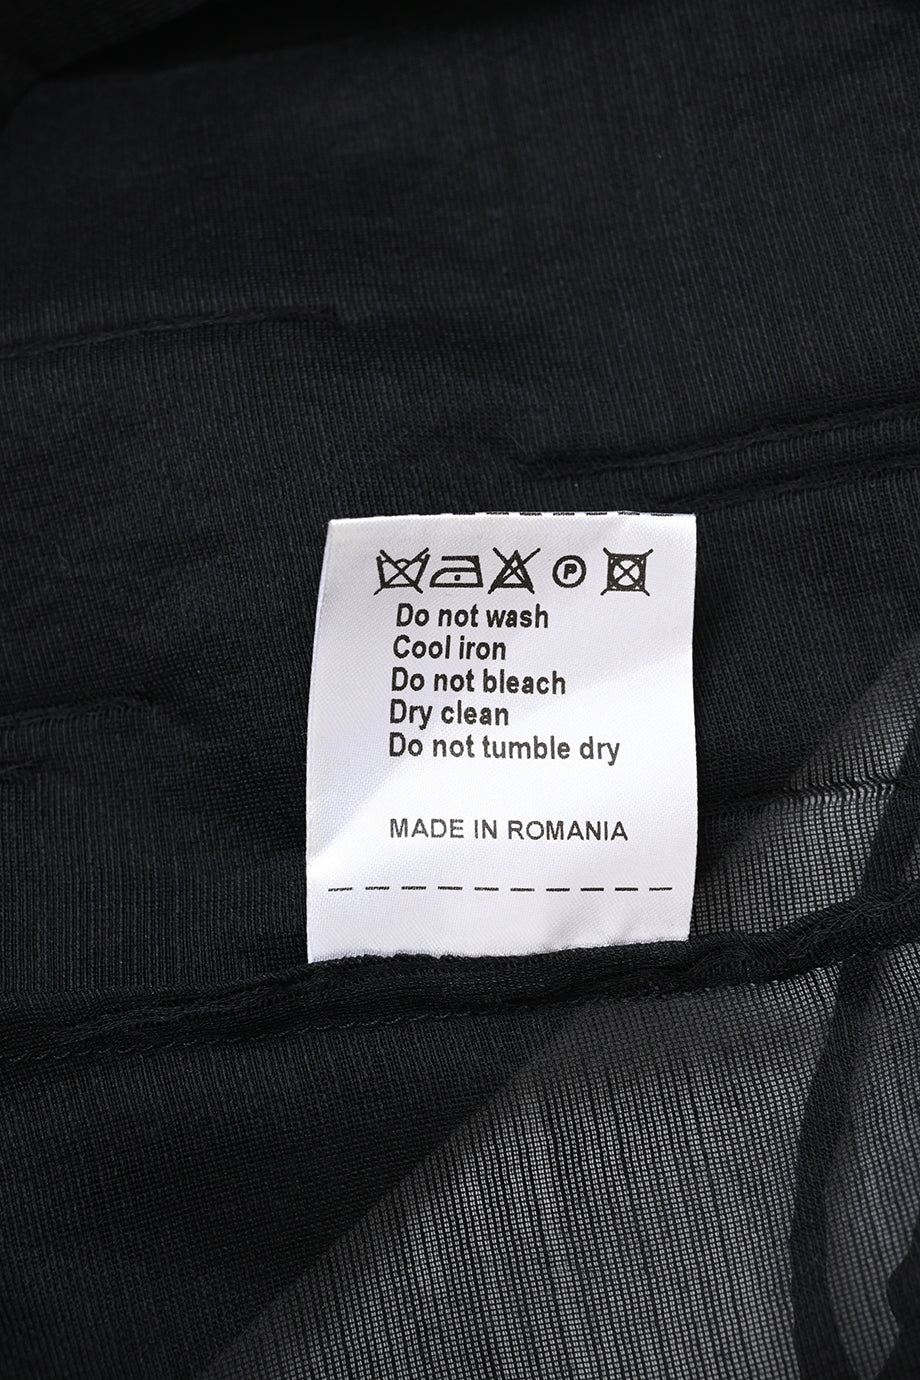 P
Do not wash
Cool iron
Do not bleach
Dry clean
Do not tumble dry
MADE IN ROMANIA